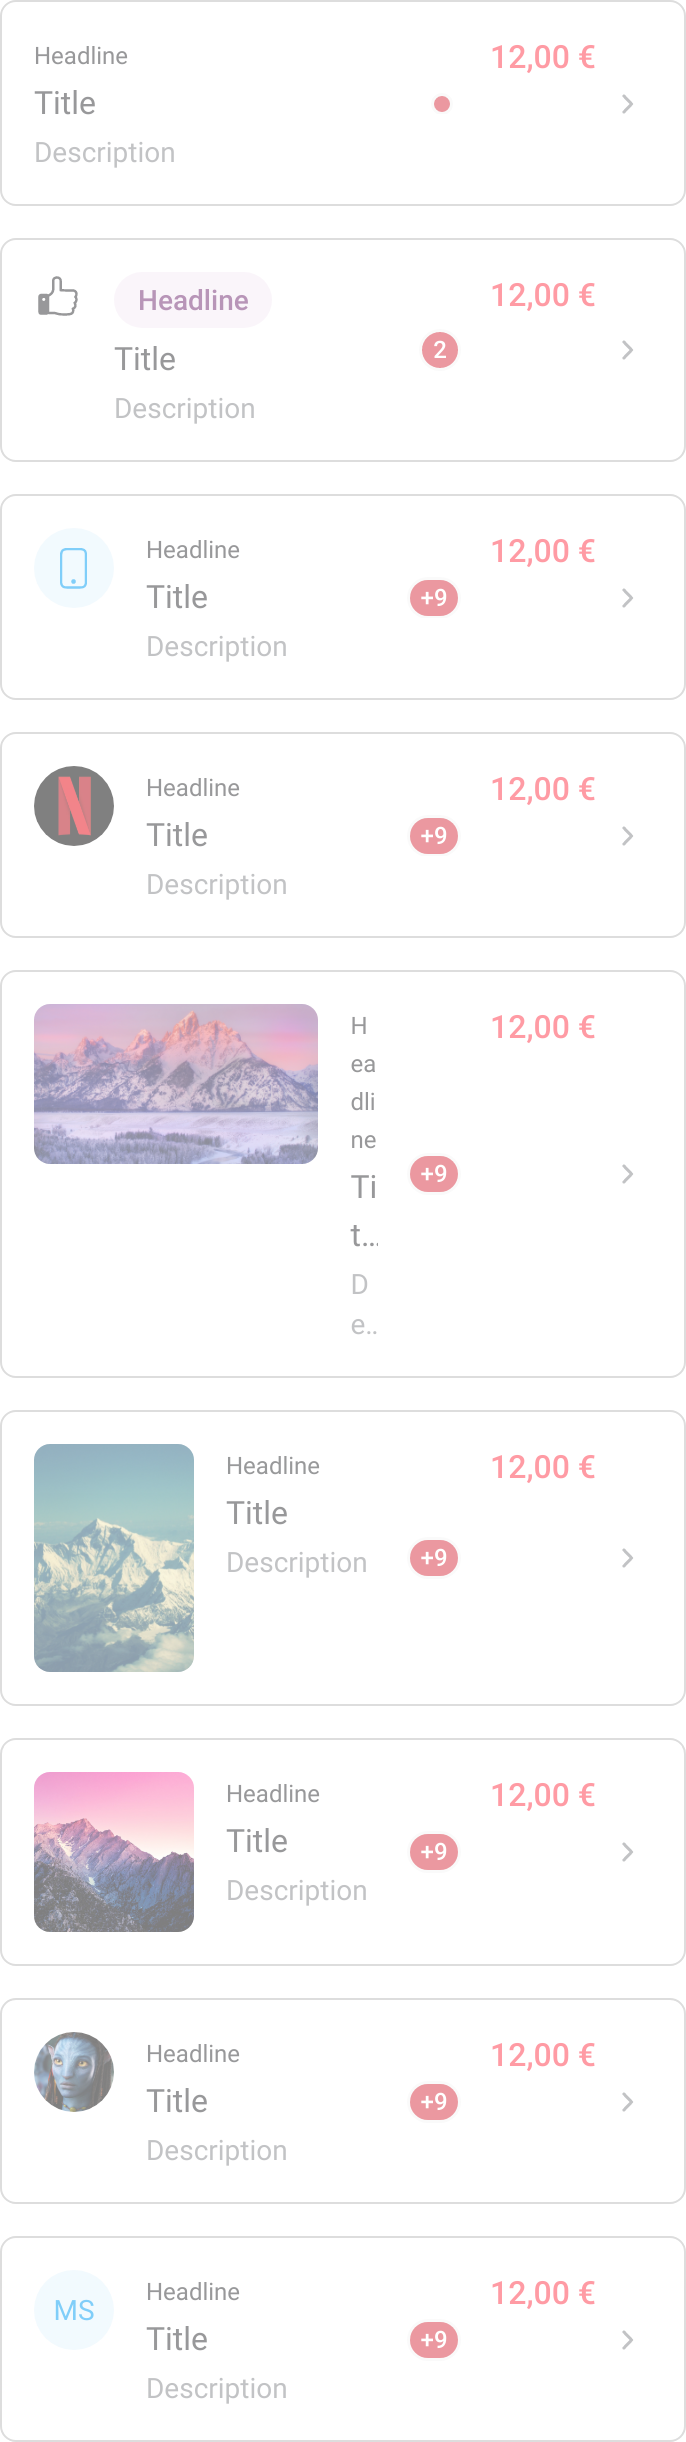 Headline
12,00 €
Title
Description
Headline
12,00 €
Title
2
Description
Headline
12,00 €
Title
+9
Description
N
Headline
12,00 €
Title
+9
Description
H
ea
dli
ne
12,00 €
Ti
t...
+9
D
e..
Headline
12,00 €
Title
Description
+9
Headline
12,00 €
Title
+9
Description
Headline
12,00 €
Title
+9
Description
MS
Headline
12,00 €
Title
+9
Description